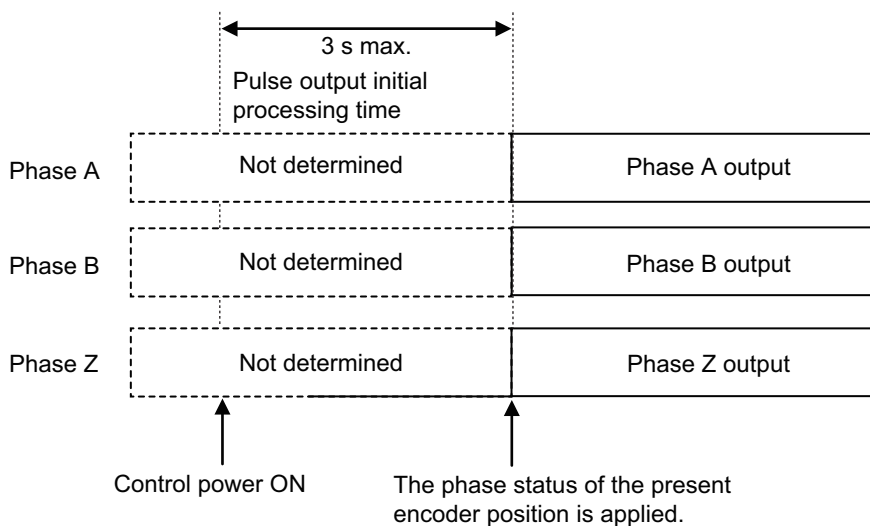 3 s max.
Pulse output initial
processing time
Phase A
Not determined
Phase A output
Phase B
Not determined
Phase B output
Phase Z
Not determined
Phase Z output
Control power ON
The phase status of the present
encoder position is applied.